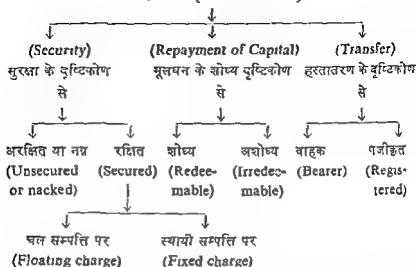 (Security) (Repayment of Capital) (Transfer)
सुरक्षा के दृष्टिकोण मूलधन के शोध्य दृष्टिकोण हस्तातरण के दृष्टिकोण
से से से
अरक्षित या नग्न रक्षित शोध्य अशोध्य वाहक पजीकृत
(Unsecured (Secured) (Redee- (Irredee- (Bearer) (Regis-
or nacked) mable) mable) tered)
चल सम्पत्ति पर स्थायी सम्पत्ति पर
(Floating charge) (Fixed charge)